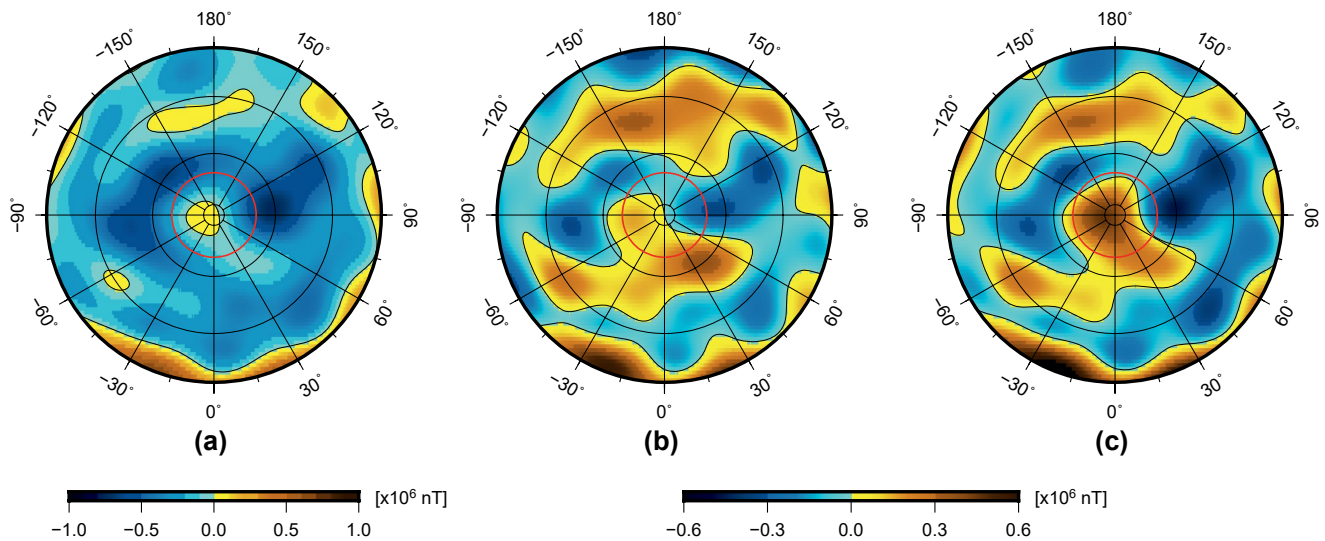 180° 180° 180°
−150° 150° −150° 150° −150° 150°
−120° 120° −120° 120° −120° 120°
−90° 90° −90° 90° −90° 90°
−60° 60° −60° 60° −60° 60°
−30° 30° −30° 30° −30° 30°
0° 0° 0°
(a) (b) (c)
[x10⁶ nT] [x10⁶ nT]
−1.0 −0.5 0.0 0.5 1.0 −0.6 −0.3 0.0 0.3 0.6